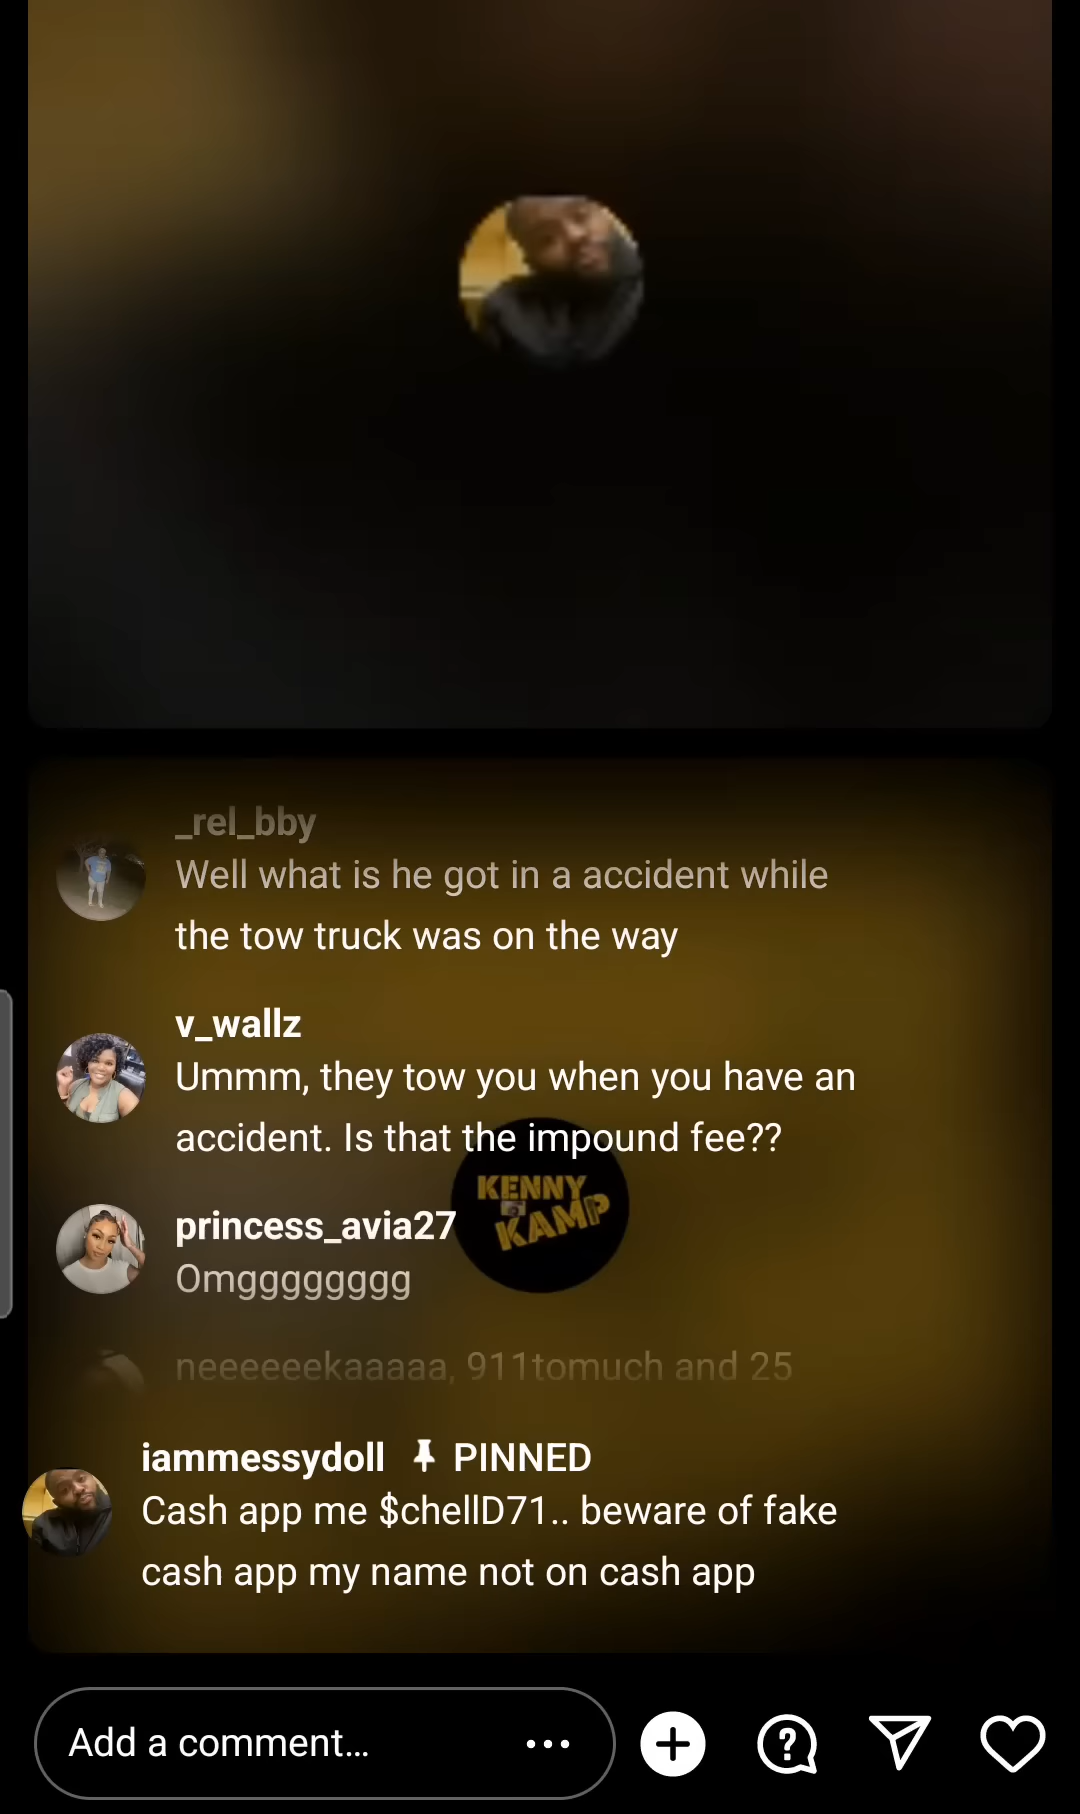 _rel_bby
Well what is he got in a accident while
the tow truck was on the way
v_wallz
Ummm, they tow you when you have an
accident. Is that the impound fee??
KENNY
KAMP
princess_avia27
Omggggggggg
neeeeeekaaaaa, 911tomuch and 25
iammessydoll PINNED
Cash app me $chellD71.. beware of fake
cash app my name not on cash app
Add a comment...